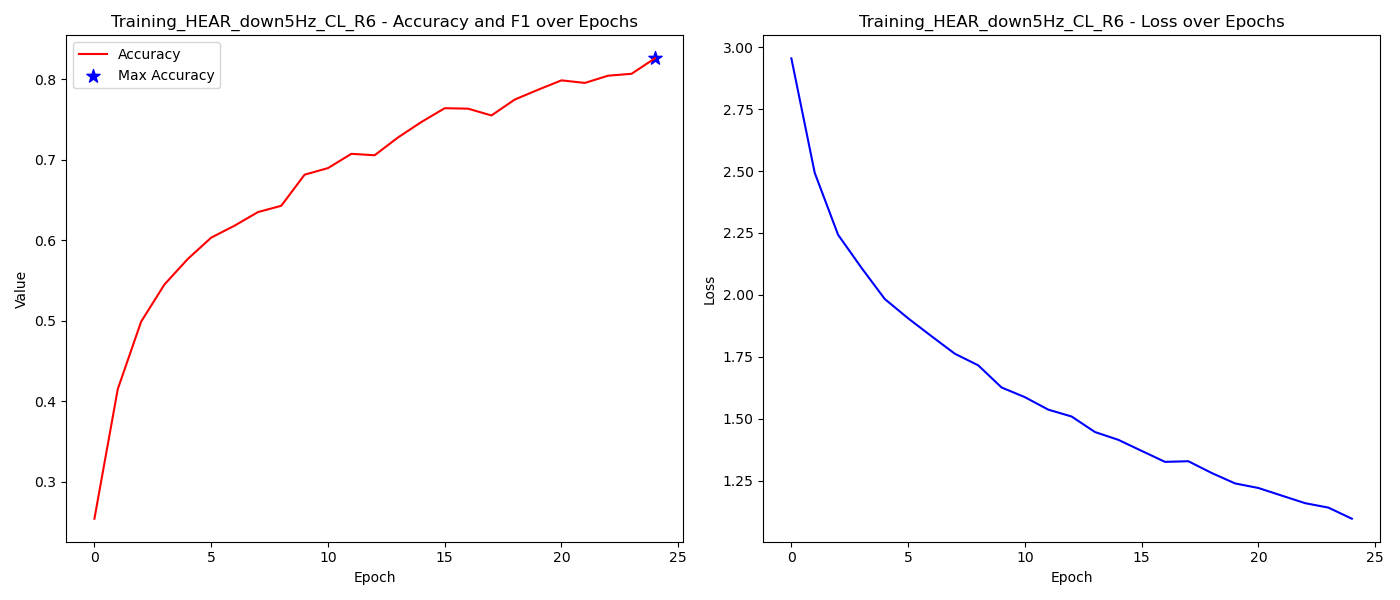 Training_HEAR_down5Hz_CL_R6 - Accuracy and F1 over Epochs
Accuracy
Max Accuracy
0.8
0.7
0.6
0.5
0.4
0.3
Value
0 5 10 15 20 25
Epoch
Training_HEAR_down5Hz_CL_R6 - Loss over Epochs
3.00
2.75
2.50
2.25
2.00
1.75
1.50
1.25
Loss
0 5 10 15 20 25
Epoch